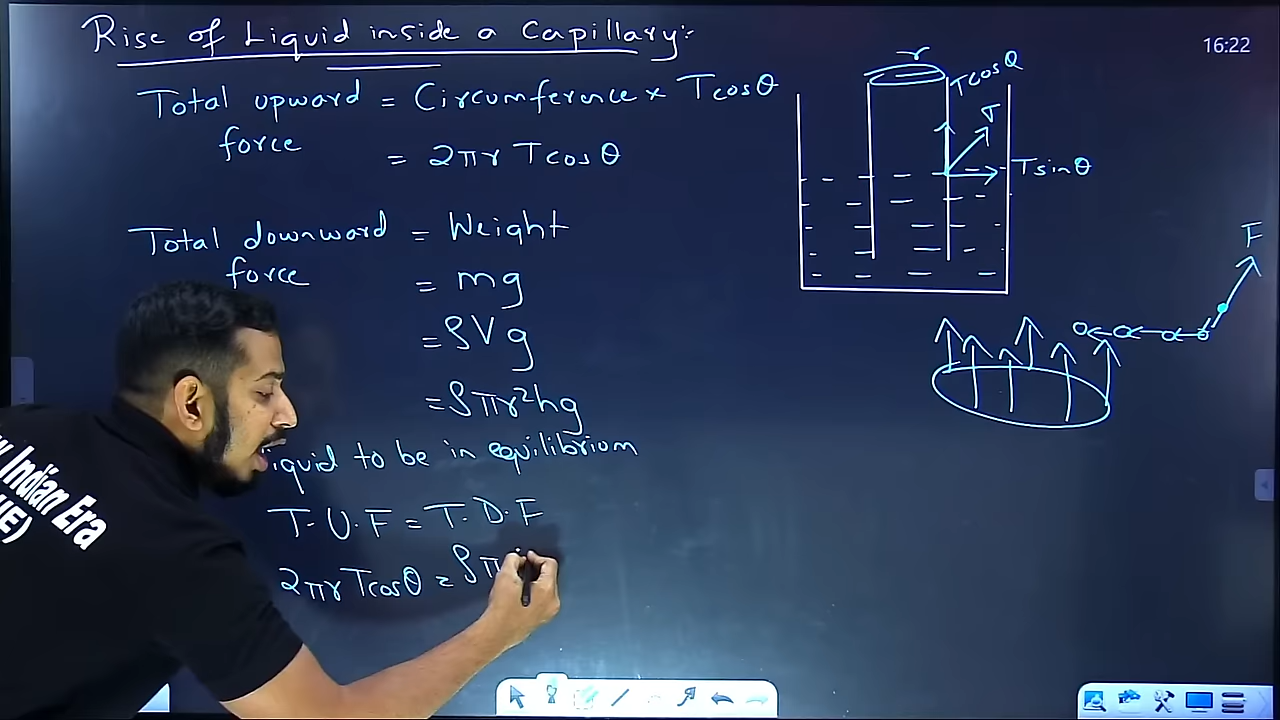 Rise of Liquid inside a Capillary:-
16:22
Total upward force = Circumference × Tcosθ
= 2πr Tcosθ
Total downward force = Weight
= mg
= ρVg
= ρπr²hg
iquid to be in equilibrium
T.U.F = T.D.F
2πr Tcosθ = ρπ
r
Tcosθ
T
Tsinθ
F
Indian Era